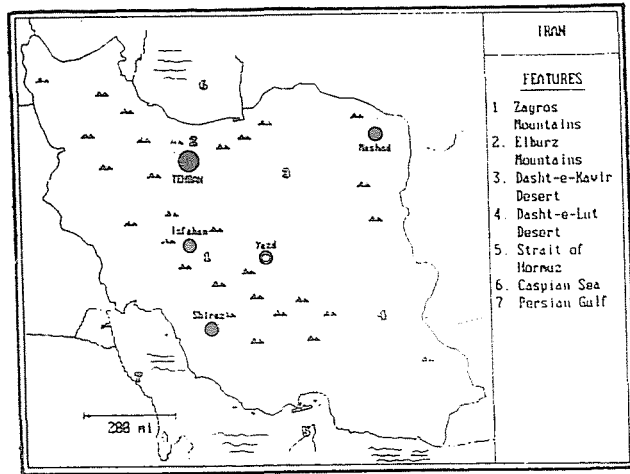 IRAN
FEATURES
1 Zagros
Mountains
2. Elburz
Mountains
3. Dasht-e-Kavir
Desert
4. Dasht-e-Lut
Desert
5. Strait of
Hormuz
6. Caspian Sea
7 Persian Gulf
6
Mashad
2
TEHRAN
3
Isfahan
Yazd
1
Shiraz
4
7
200 mi
5